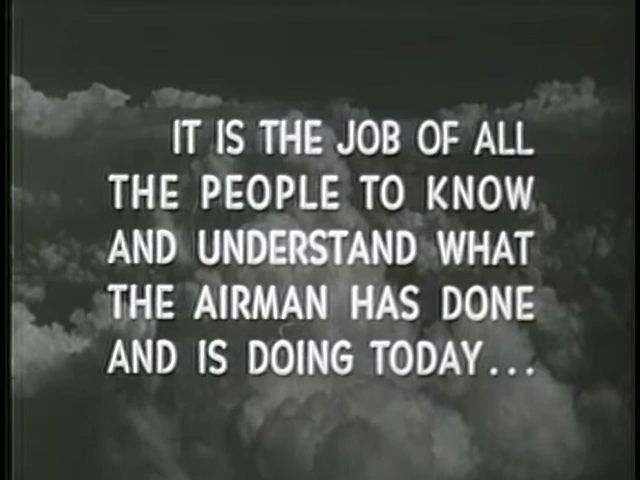 IT IS THE JOB OF ALL
THE PEOPLE TO KNOW
AND UNDERSTAND WHAT
THE AIRMAN HAS DONE
AND IS DOING TODAY...